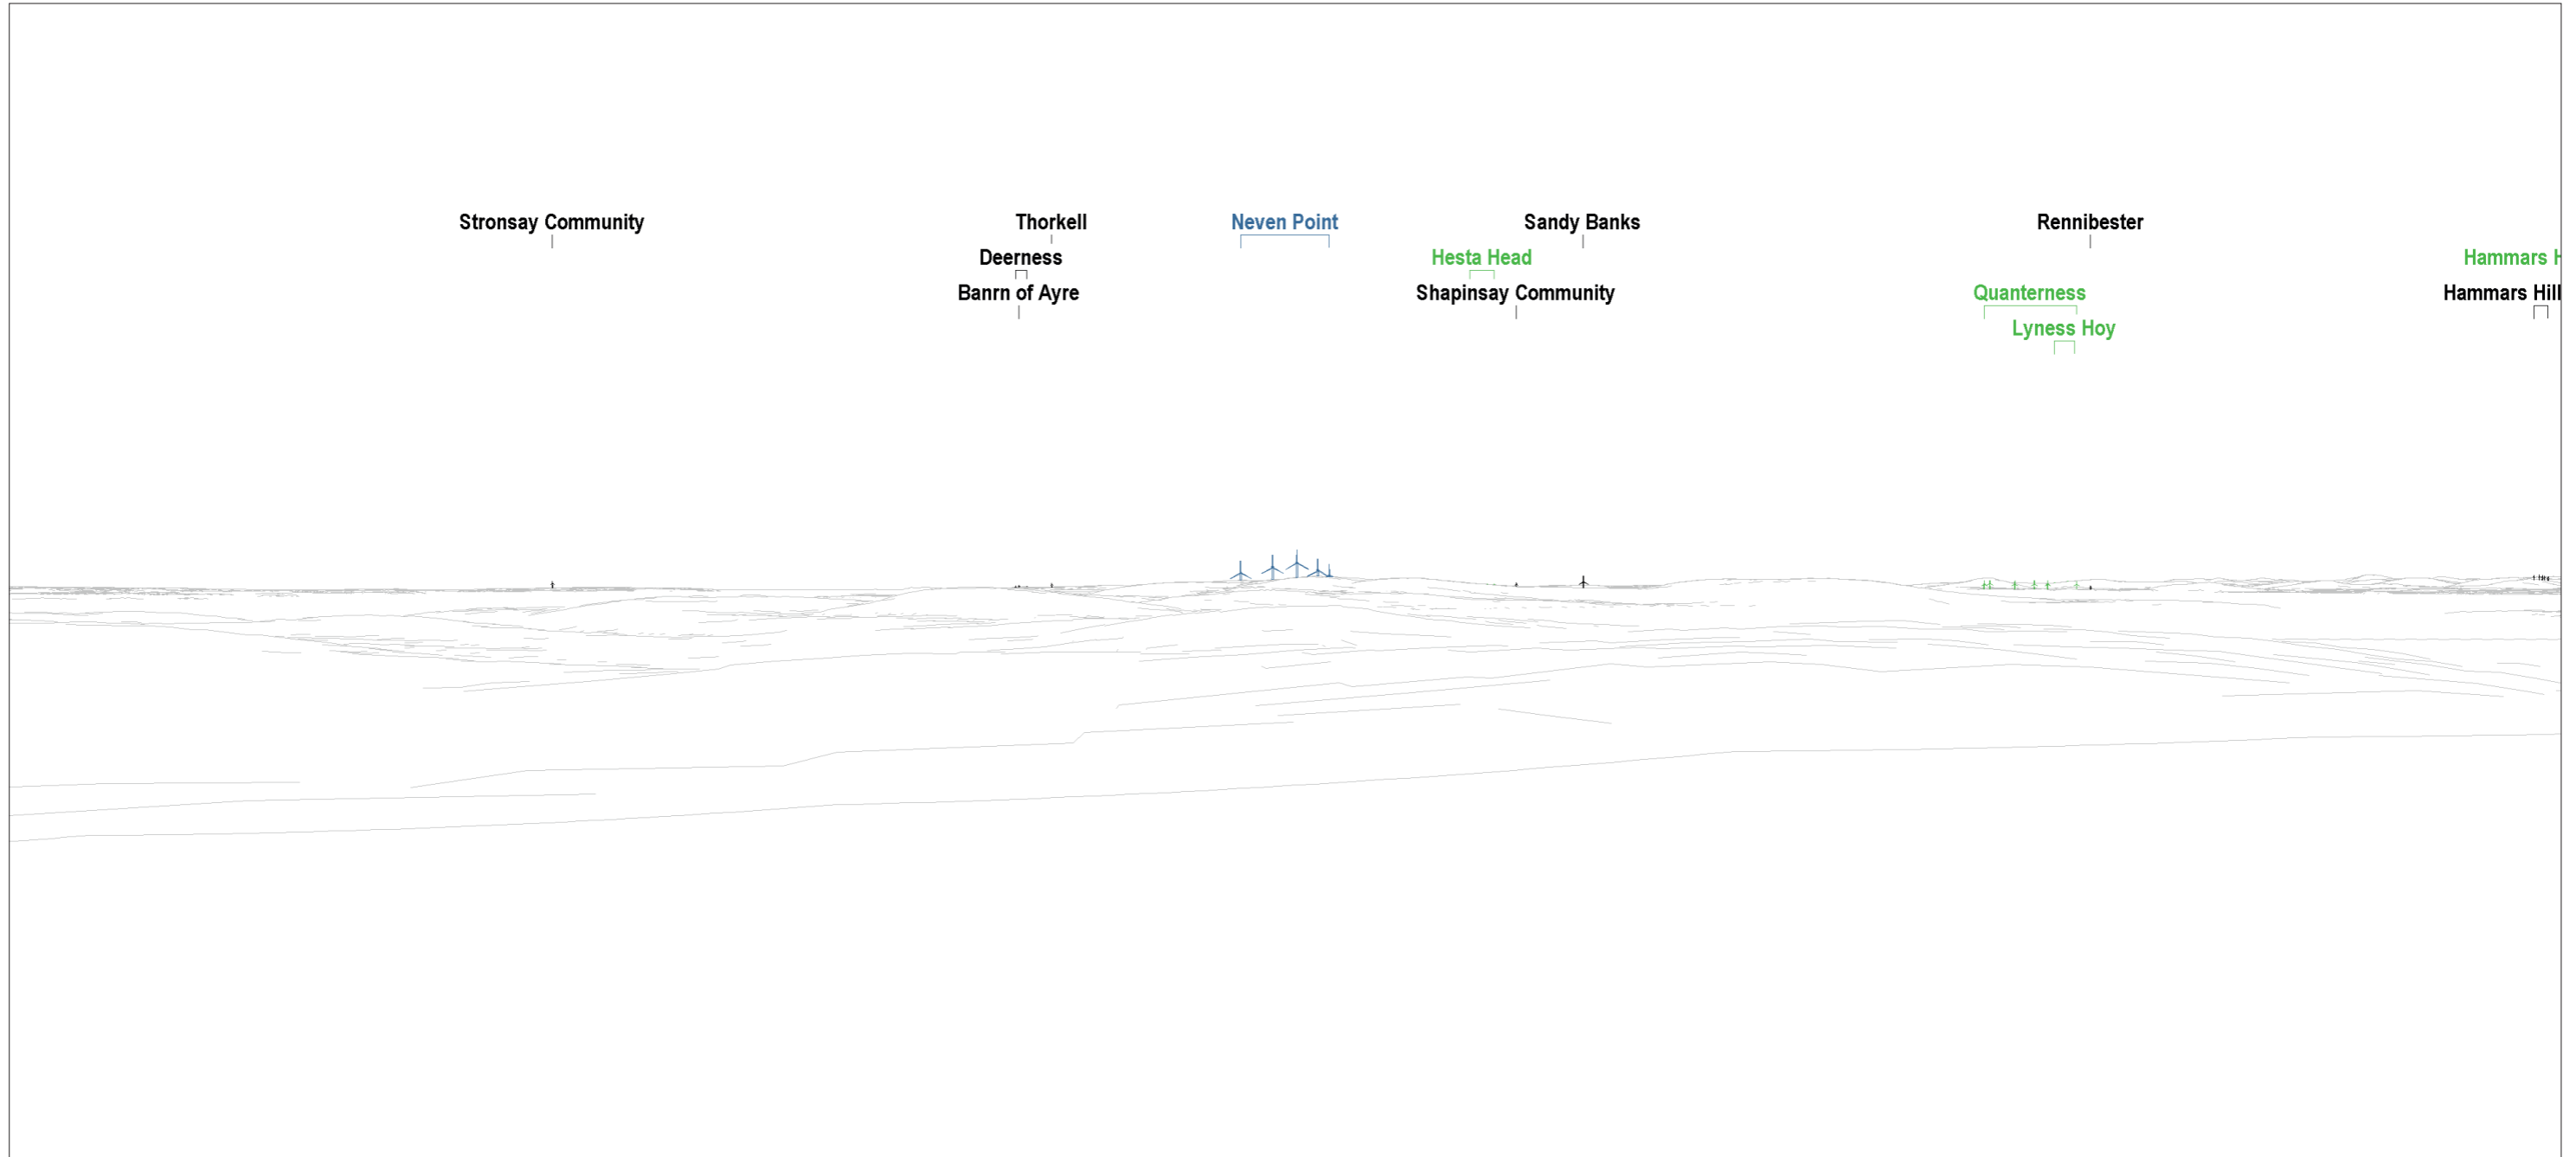 Stronsay Community
Thorkell
Neven Point
Sandy Banks
Rennibester
Deerness
Hesta Head
Hammars H
Banrn of Ayre
Shapinsay Community
Quanterness
Hammars Hill
Lyness Hoy